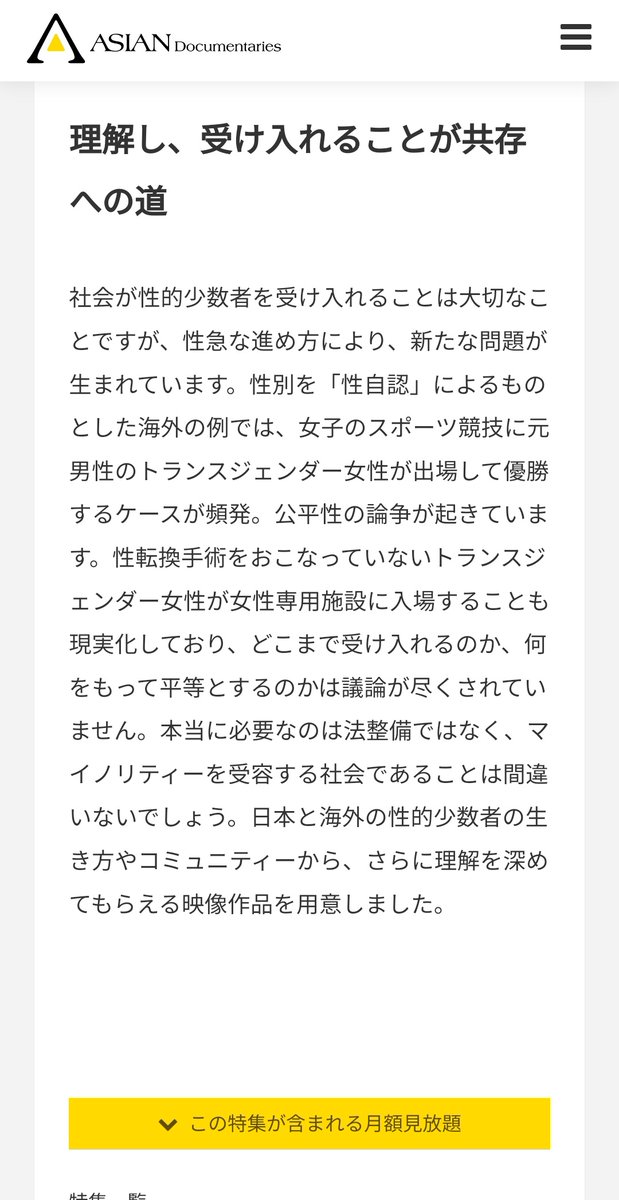 ASIAN Documentaries
理解し、受け入れることが共存
への道
社会が性的少数者を受け入れることは大切なこ
とですが、性急な進め方により、新たな問題が
生まれています。性別を「性自認」によるもの
とした海外の例では、女子のスポーツ競技に元
男性のトランスジェンダー女性が出場して優勝
するケースが頻発。公平性の論争が起きていま
す。性転換手術をおこなっていないトランスジ
ェンダー女性が女性専用施設に入場することも
現実化しており、どこまで受け入れるのか、何
をもって平等とするのかは議論が尽くされてい
ません。本当に必要なのは法整備ではなく、マ
イノリティーを受容する社会であることは間違
いないでしょう。日本と海外の性的少数者の生
き方やコミュニティーから、さらに理解を深め
てもらえる映像作品を用意しました。
この特集が含まれる月額見放題
特集一覧